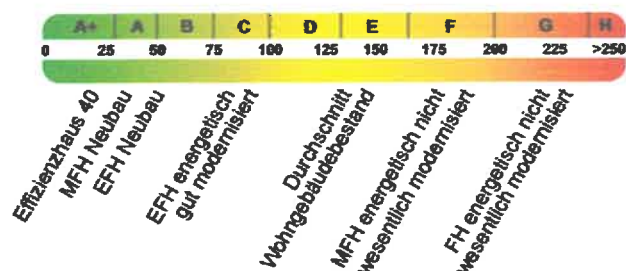 A+ A B C D E F G H
0 25 50 75 100 125 150 175 200 225 >250
Effizienzhaus 40
MFH Neubau
EFH Neubau
EFH energetisch
gut modernisiert
Durchschnitt
Wohngebäudebestand
MFH energetisch nicht
wesentlich modernisiert
FH energetisch nicht
wesentlich modernisiert